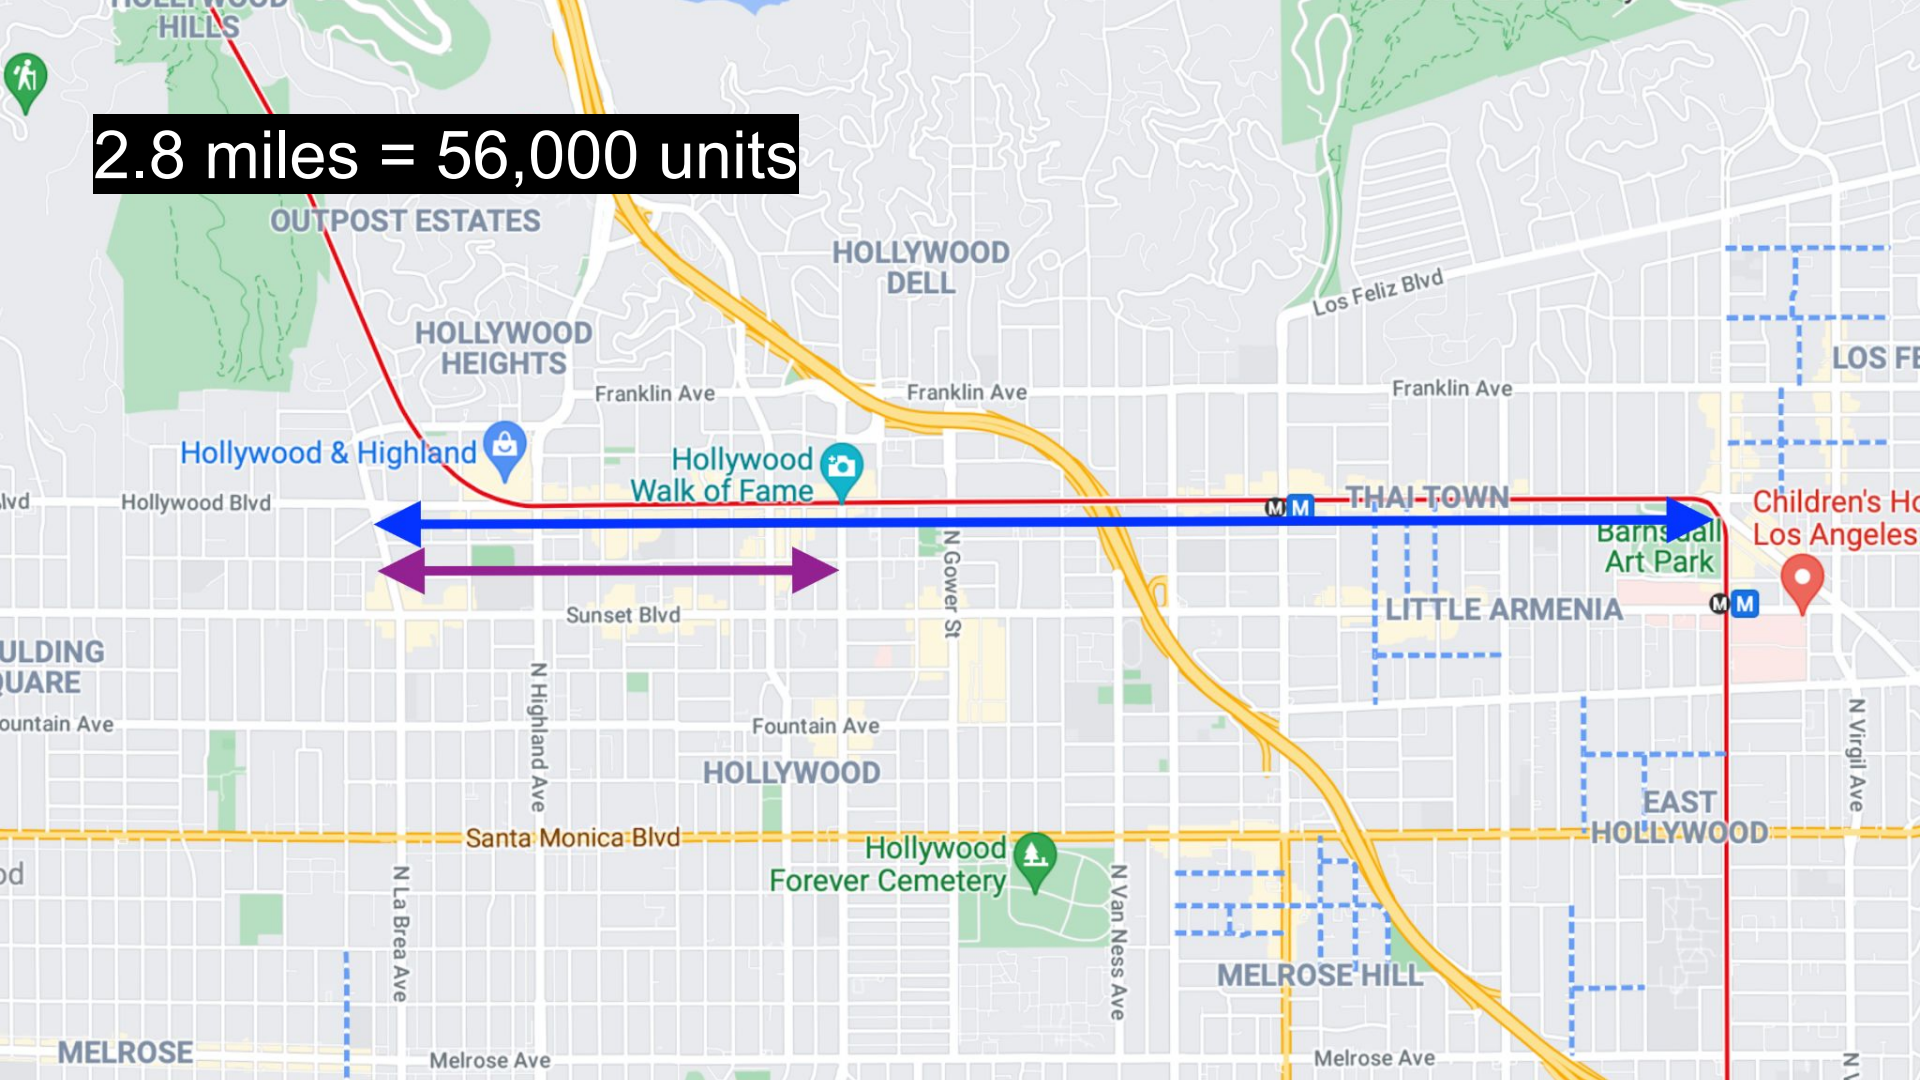 HOLLYWOOD
HILLS
2.8 miles = 56,000 units
OUTPOST ESTATES
HOLLYWOOD
DELL
Los Feliz Blvd
HOLLYWOOD
HEIGHTS
LOS FE
Franklin Ave
Franklin Ave
Franklin Ave
Hollywood & Highland
Hollywood
Walk of Fame
lvd
Hollywood Blvd
M
M
THAI TOWN
Children's Ho
Los Angeles
Barnsdall
Art Park
N Gower St
M
M
Sunset Blvd
LITTLE ARMENIA
ULDING
QUARE
N Highland Ave
ountain Ave
Fountain Ave
N Virgil Ave
HOLLYWOOD
EAST
HOLLYWOOD
Santa Monica Blvd
Hollywood
Forever Cemetery
od
N La Brea Ave
N Van Ness Ave
MELROSE HILL
MELROSE
Melrose Ave
Melrose Ave
N